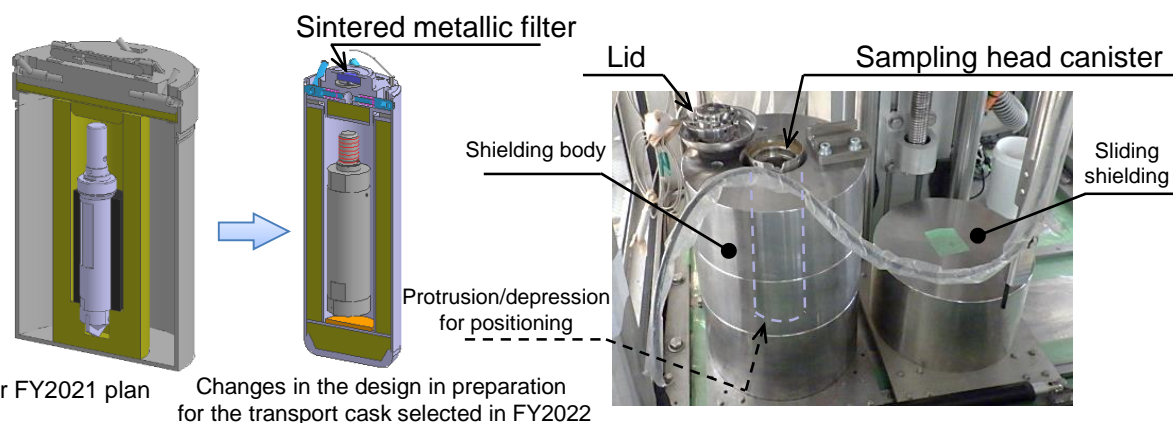 Sintered metallic filter
Lid
Sampling head canister
Shielding body
Sliding
shielding
Protrusion/depression
for positioning
r FY2021 plan
Changes in the design in preparation
for the transport cask selected in FY2022